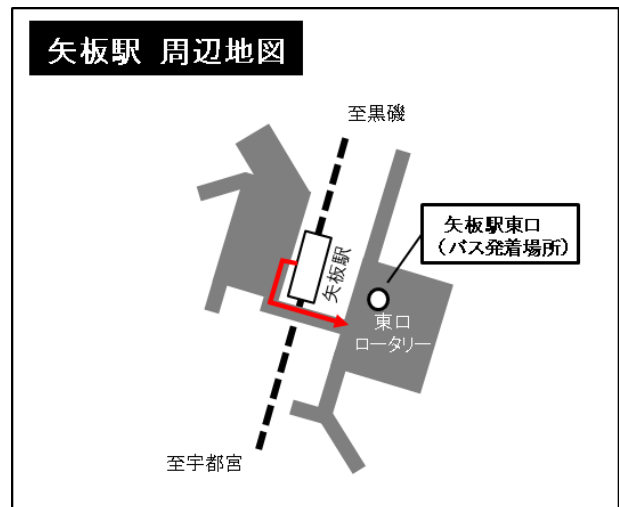 矢板駅 周辺地図
至黒磯
矢板駅東口
（バス発着場所）
矢板駅
東口
ロータリー
至宇都宮